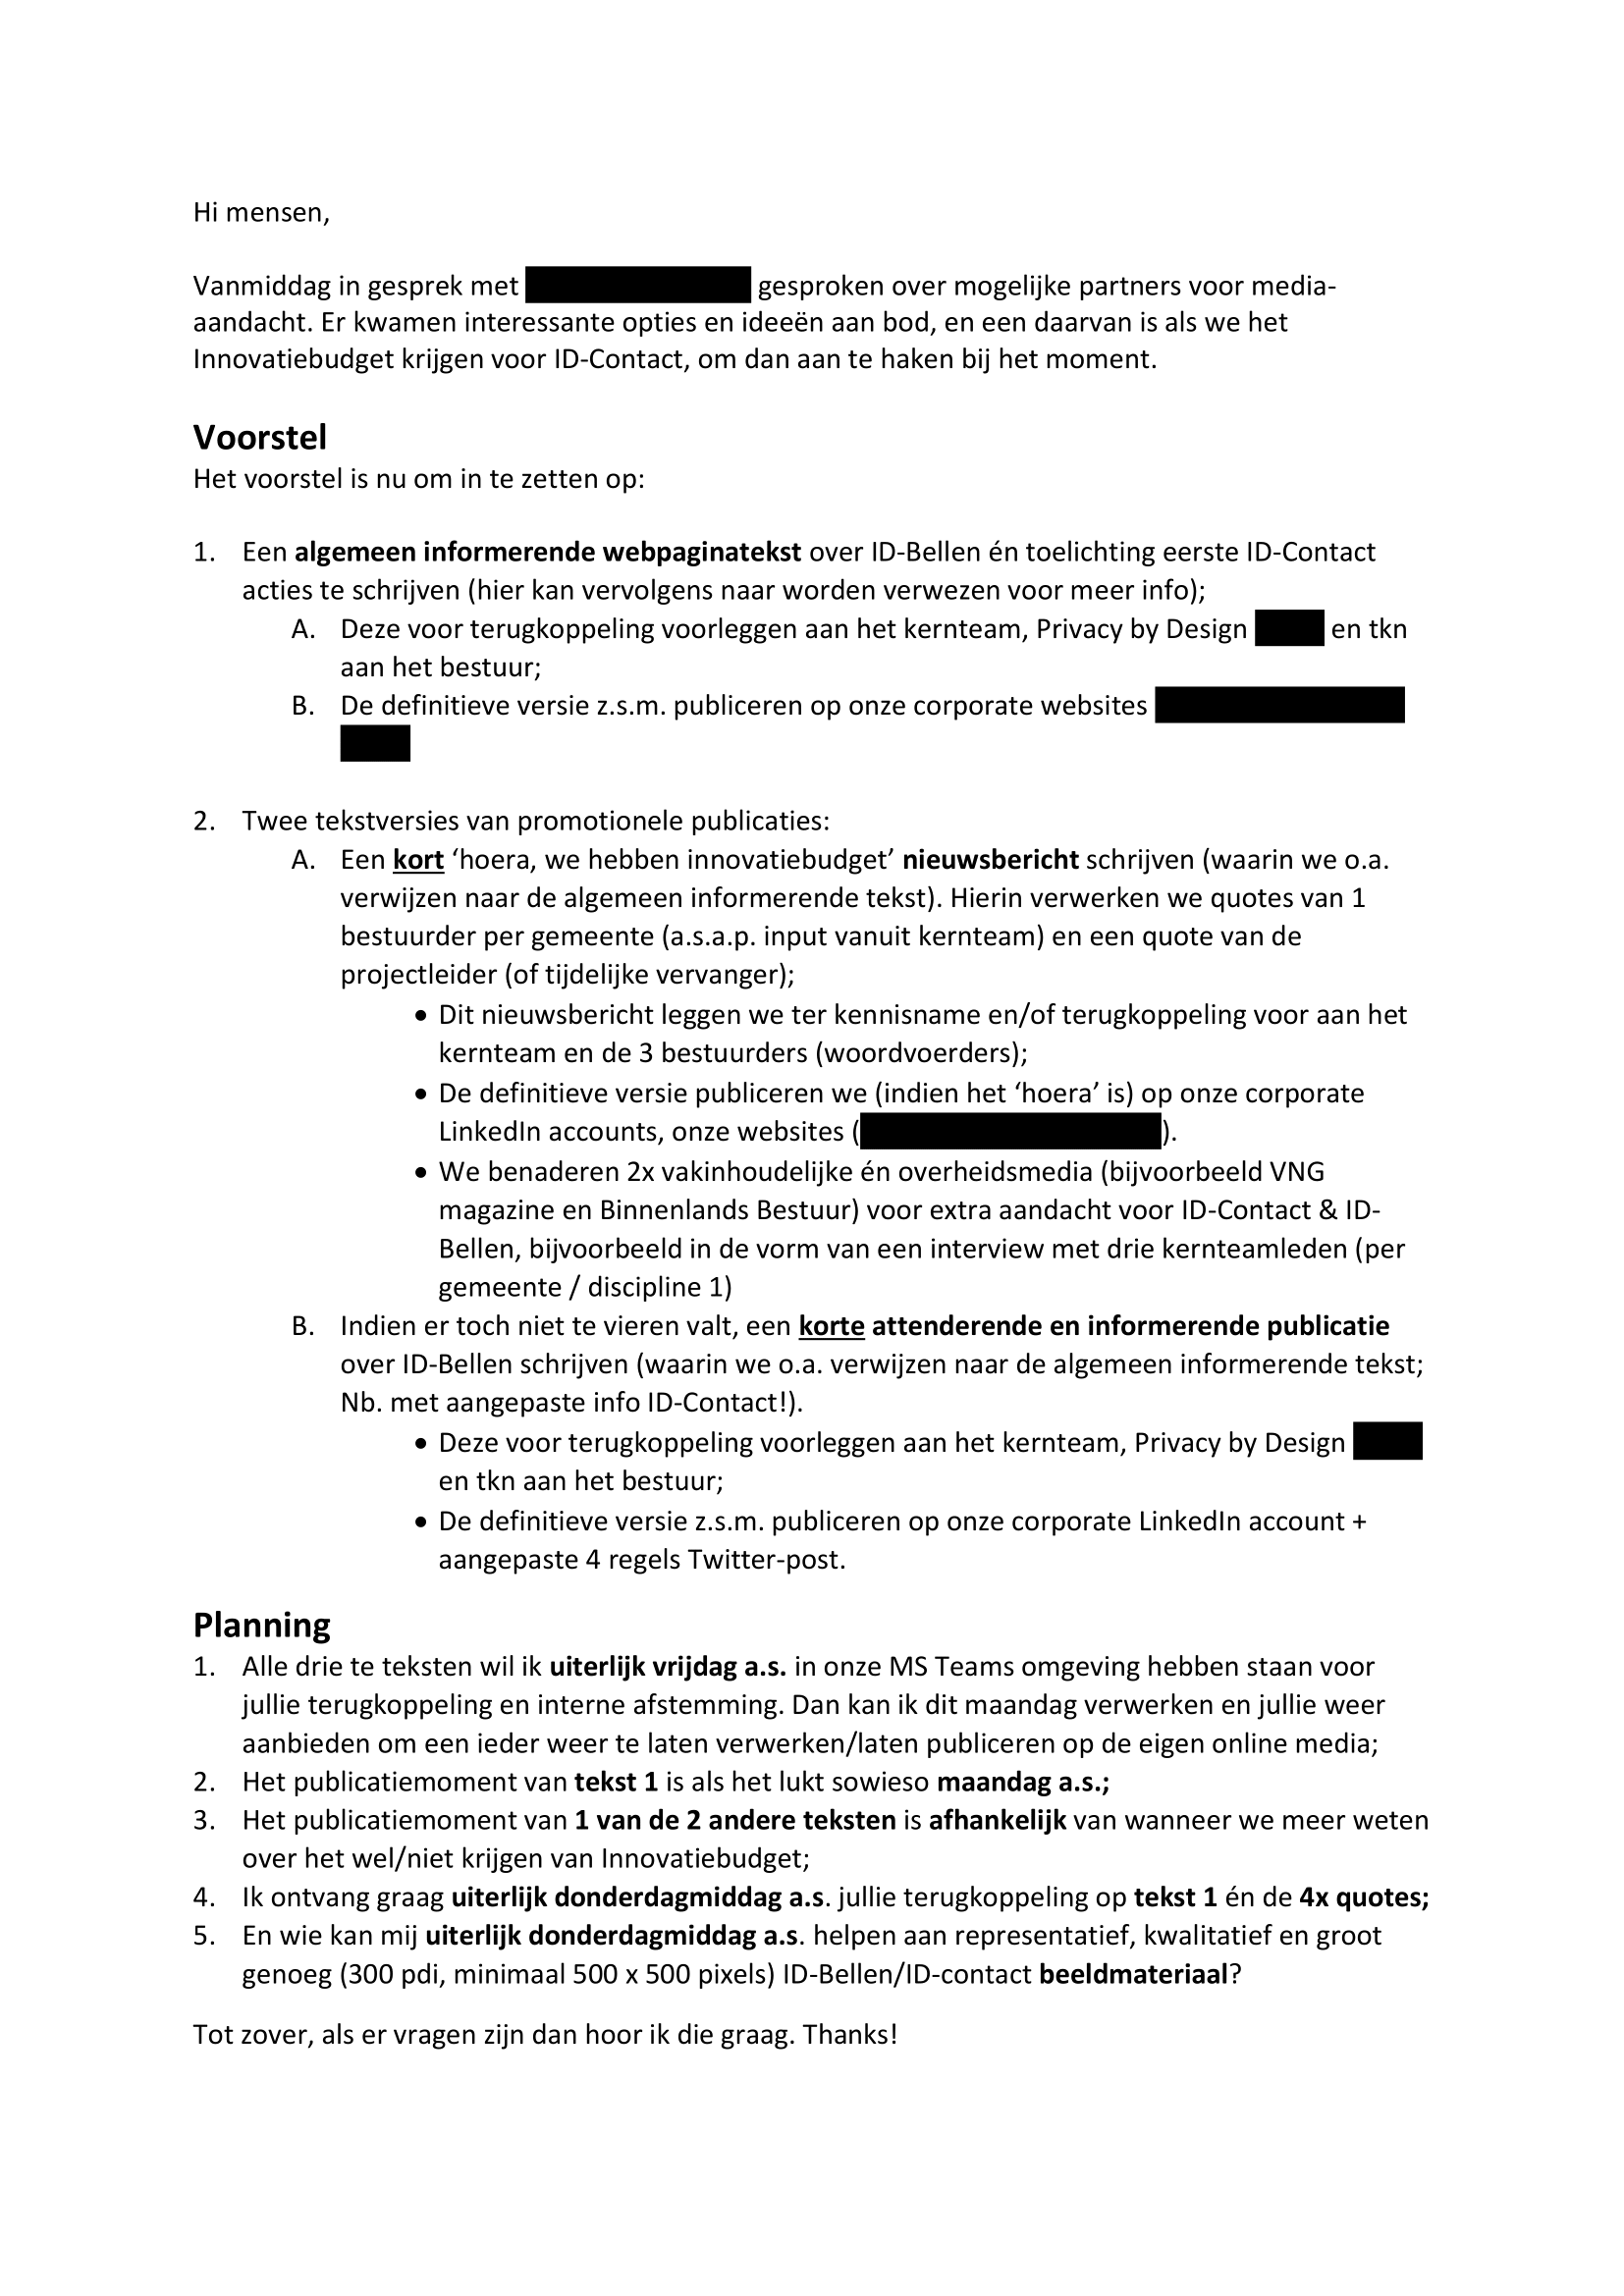 Hi mensen,
Vanmiddag in gesprek met gesproken over mogelijke partners voor media-
aandacht. Er kwamen interessante opties en ideeën aan bod, en een daarvan is als we het
Innovatiebudget krijgen voor ID-Contact, om dan aan te haken bij het moment.
Voorstel
Het voorstel is nu om in te zetten op:
1. Een algemeen informerende webpaginatekst over ID-Bellen én toelichting eerste ID-Contact
acties te schrijven (hier kan vervolgens naar worden verwezen voor meer info);
A. Deze voor terugkoppeling voorleggen aan het kernteam, Privacy by Design en tkn
aan het bestuur;
B. De definitieve versie z.s.m. publiceren op onze corporate websites
2. Twee tekstversies van promotionele publicaties:
A. Een kort ‘hoera, we hebben innovatiebudget’ nieuwsbericht schrijven (waarin we o.a.
verwijzen naar de algemeen informerende tekst). Hierin verwerken we quotes van 1
bestuurder per gemeente (a.s.a.p. input vanuit kernteam) en een quote van de
projectleider (of tijdelijke vervanger);
• Dit nieuwsbericht leggen we ter kennisname en/of terugkoppeling voor aan het
kernteam en de 3 bestuurders (woordvoerders);
• De definitieve versie publiceren we (indien het ‘hoera’ is) op onze corporate
LinkedIn accounts, onze websites ( ).
• We benaderen 2x vakinhoudelijke én overheidsmedia (bijvoorbeeld VNG
magazine en Binnenlands Bestuur) voor extra aandacht voor ID-Contact & ID-
Bellen, bijvoorbeeld in de vorm van een interview met drie kernteamleden (per
gemeente / discipline 1)
B. Indien er toch niet te vieren valt, een korte attenderende en informerende publicatie
over ID-Bellen schrijven (waarin we o.a. verwijzen naar de algemeen informerende tekst;
Nb. met aangepaste info ID-Contact!).
• Deze voor terugkoppeling voorleggen aan het kernteam, Privacy by Design
en tkn aan het bestuur;
• De definitieve versie z.s.m. publiceren op onze corporate LinkedIn account +
aangepaste 4 regels Twitter-post.
Planning
1. Alle drie te teksten wil ik uiterlijk vrijdag a.s. in onze MS Teams omgeving hebben staan voor
jullie terugkoppeling en interne afstemming. Dan kan ik dit maandag verwerken en jullie weer
aanbieden om een ieder weer te laten verwerken/laten publiceren op de eigen online media;
2. Het publicatiemoment van tekst 1 is als het lukt sowieso maandag a.s.;
3. Het publicatiemoment van 1 van de 2 andere teksten is afhankelijk van wanneer we meer weten
over het wel/niet krijgen van Innovatiebudget;
4. Ik ontvang graag uiterlijk donderdagmiddag a.s. jullie terugkoppeling op tekst 1 én de 4x quotes;
5. En wie kan mij uiterlijk donderdagmiddag a.s. helpen aan representatief, kwalitatief en groot
genoeg (300 pdi, minimaal 500 x 500 pixels) ID-Bellen/ID-contact beeldmateriaal?
Tot zover, als er vragen zijn dan hoor ik die graag. Thanks!